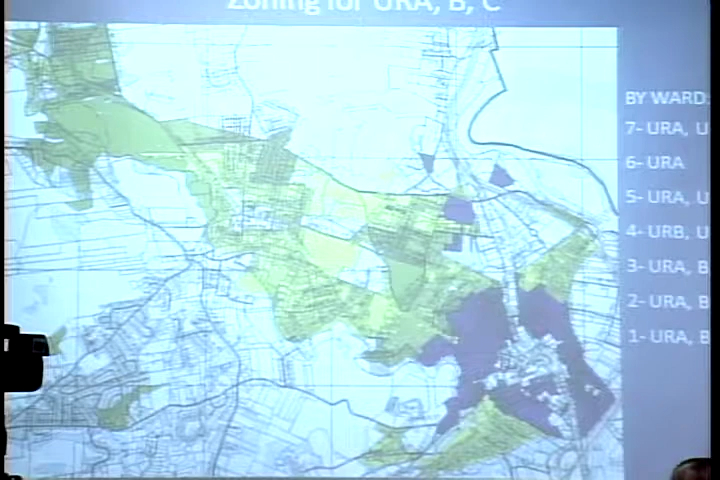 Zoning for URA, B, C
BY WARD
7- URA, U
6- URA
5- URA, U
4- URB, U
3- URA, B
2- URA, B
1- URA, B